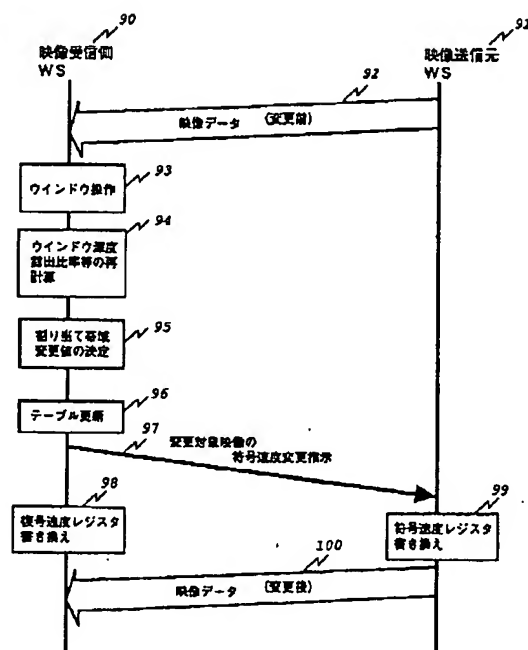 90
91
映像受信側
WS
映像送信元
WS
92
映像データ (変更前)
93
ウインドウ操作
94
ウインドウ深度
露出比率等の再
計算
95
割り当て帯域
変更値の決定
96
テーブル更新
97
変更対象映像の
符号速度変更指示
98
復号速度レジスタ
書き換え
99
符号速度レジスタ
書き換え
100
映像データ (変更後)